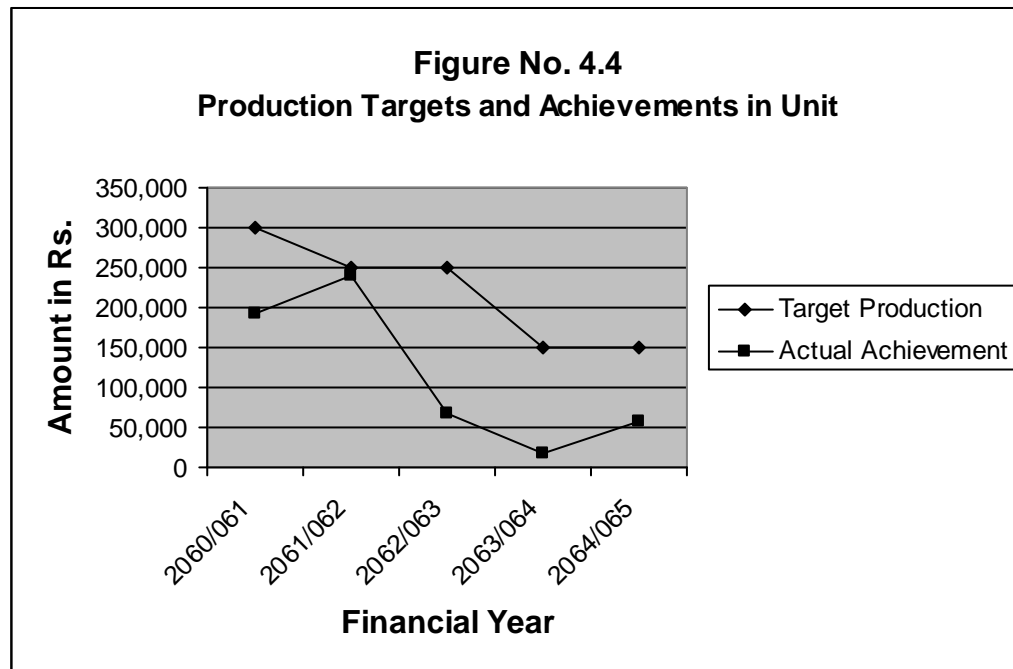 Figure No. 4.4
Production Targets and Achievements in Unit
Amount in Rs.
350,000
300,000
250,000
200,000
150,000
100,000
50,000
0
2060/061
2061/062
2062/063
2063/064
2064/065
Financial Year
Target Production
Actual Achievement